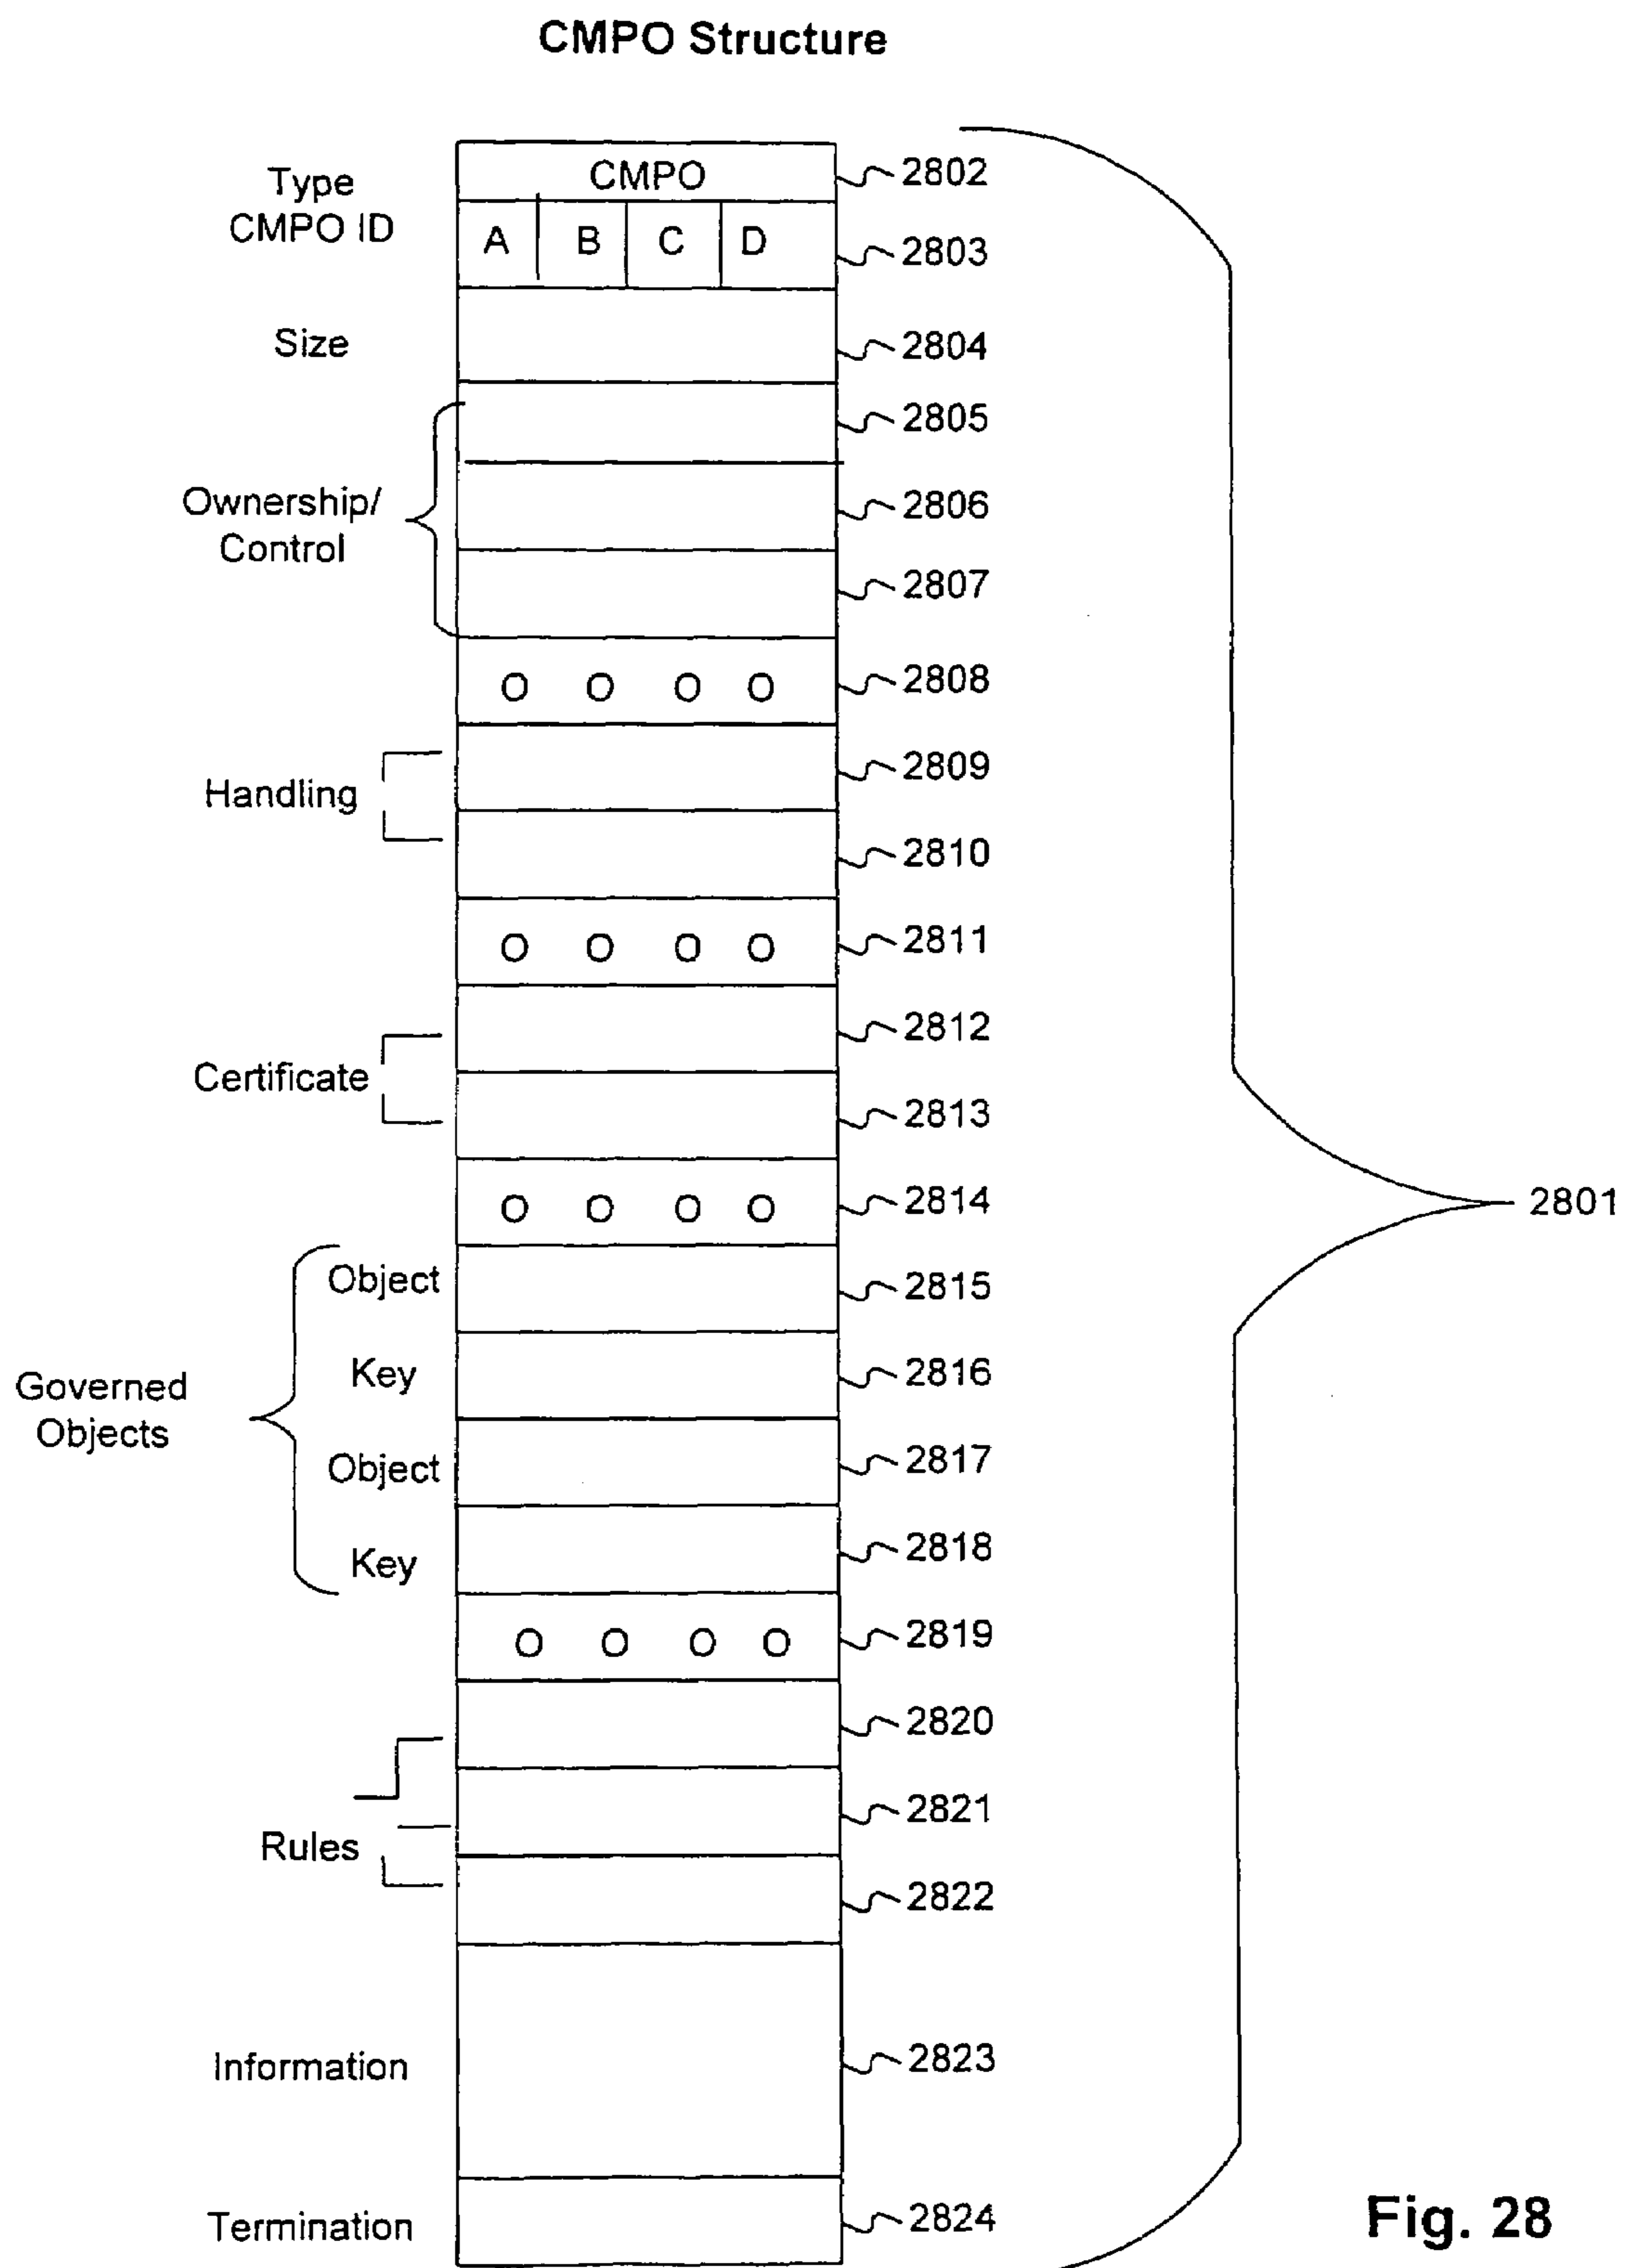 CMPO Structure
Type
CMPO 2802
CMPO ID
A B C D 2803
Size 2804
2805
Ownership/
Control
2806
2807
O O O O 2808
Handling
2809
2810
O O O O 2811
Certificate
2812
2813
O O O O 2814
2801
Governed
Objects
Object 2815
Key 2816
Object 2817
Key 2818
O O O O 2819
2820
2821
Rules
2822
Information 2823
Termination 2824
Fig. 28